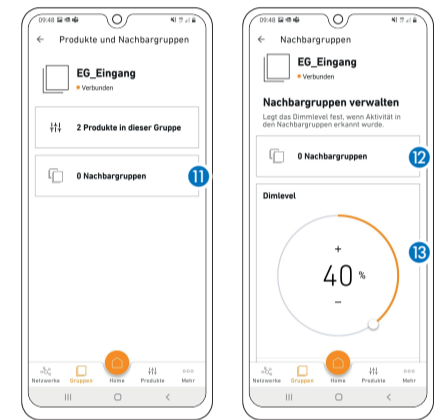 09:48
← Produkte und Nachbargruppen
EG_Eingang
Verbunden
2 Produkte in dieser Gruppe
0 Nachbargruppen
11
Netzwerke Gruppen Home Produkte Mehr
09:48
← Nachbargruppen
EG_Eingang
Verbunden
Nachbargruppen verwalten
Legt das Dimmlevel fest, wenn Aktivität in
den Nachbargruppen erkannt wurde.
0 Nachbargruppen
12
Dimlevel
13
+
40 %
−
Netzwerke Gruppen Home Produkte Mehr